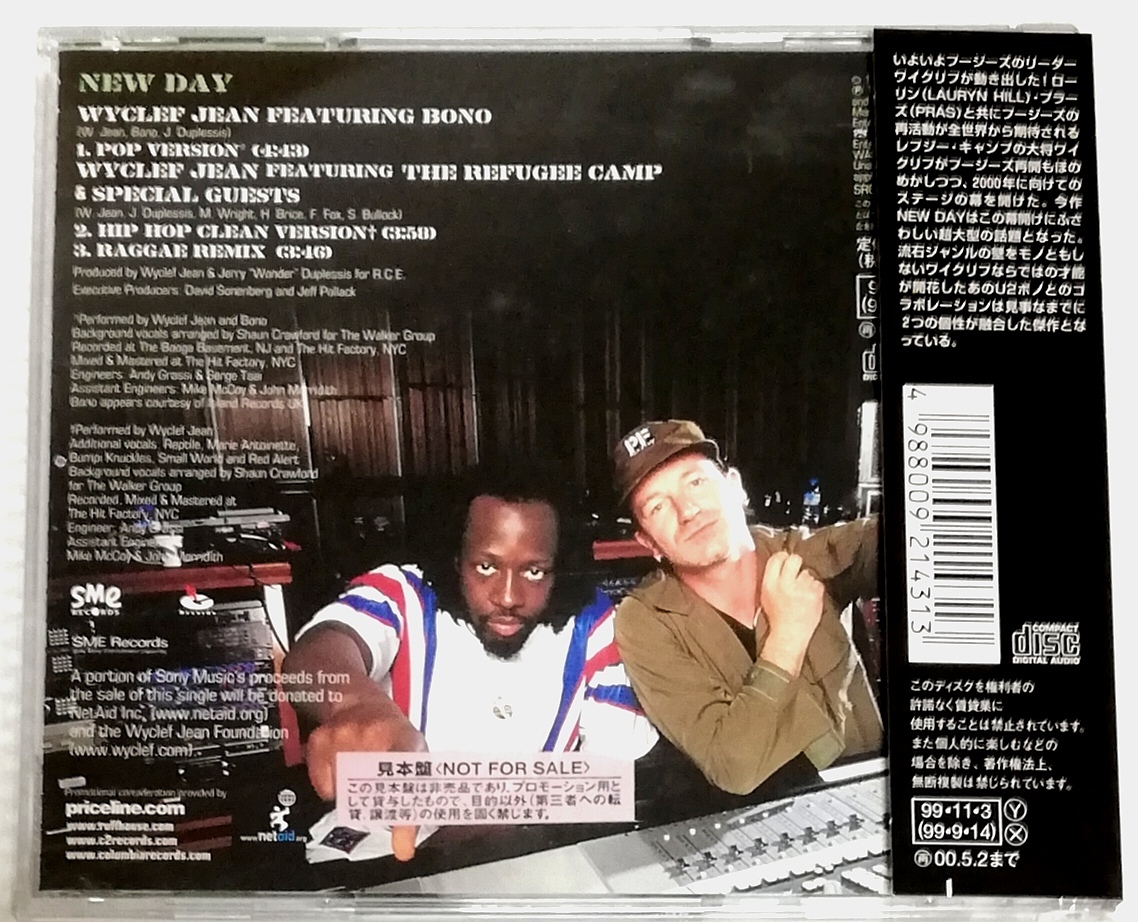 NEW DAY
WYCLEF JEAN FEATURING BONO
(W. Jean, Bono, J. Duplessis)
1. POP VERSION* (4:43)
WYCLEF JEAN FEATURING THE REFUGEE CAMP
& SPECIAL GUESTS
(W. Jean, J. Duplessis, M. Wright, H. Brice, F. Fox, S. Bullock)
2. HIP HOP CLEAN VERSION† (3:50)
3. RAGGAE REMIX (3:46)
Produced by Wyclef Jean & Jerry "Wonder" Duplessis for R.C.E.
Executive Producers: David Sonenberg and Jeff Pollack
*Performed by Wyclef Jean and Bono
Background vocals arranged by Shaun Crawford for The Walker Group
Recorded at The Booga Basement, NJ and The Hit Factory, NYC
Mixed & Mastered at The Hit Factory, NYC
Engineers: Andy Grassi & Serge Tsai
Assistant Engineers: Mike McCoy & John Meredith
Bono appears courtesy of Island Records UK
†Performed by Wyclef Jean
Additional vocals: Reptile, Marie Antoinette,
Bumpi Knuckles, Small World and Red Alert
Background vocals arranged by Shaun Crawford
for The Walker Group
Recorded, Mixed & Mastered at
The Hit Factory, NYC
Engineer: Andy Grassi
Assistant Engineers:
Mike McCoy & John Meredith
SMe
RECORDS
SME Records
A portion of Sony Music's proceeds from
the sale of this single will be donated to
NetAid Inc. (www.netaid.org)
and the Wyclef Jean Foundation
(www.wyclef.com).
Promotional consideration provided by
priceline.com
www.ruffhouse.com
www.c2records.com
www.columbiarecords.com
www.netaid.org
PF
見本盤〈NOT FOR SALE〉
この見本盤は非売品であり、プロモーション用と
して貸与したもので、目的以外(第三者への転
貸、譲渡等)の使用を固く禁じます。
いよいよフージーズのリーダー
ワイクリフが動き出した!ロー
リン(LAURYN HILL)・プラー
ズ(PRAS)と共にフージーズの
再活動が全世界から期待される
レフジー・キャンプの大将ワイ
クリフがフージーズ再開もほの
めかしつつ、2000年に向けての
ステージの幕を開けた。今作
NEW DAYはこの幕開けにふさ
わしい超大型の話題となった。
流石ジャンルの壁をモノともし
ないワイクリフならではの才能
が開花したあのU2ボノとのコ
ラボレーションは見事なまでに
2つの個性が融合した傑作とな
っている。
4 988009 214313
COMPACT
disc
DIGITAL AUDIO
このディスクを権利者の
許諾なく賃貸業に
使用することは禁止されています。
また個人的に楽しむなどの
場合を除き、著作権法上、
無断複製は禁じられています。
99・11・3 Ⓨ
(99・9・14) Ⓧ
㊢00.5.2まで